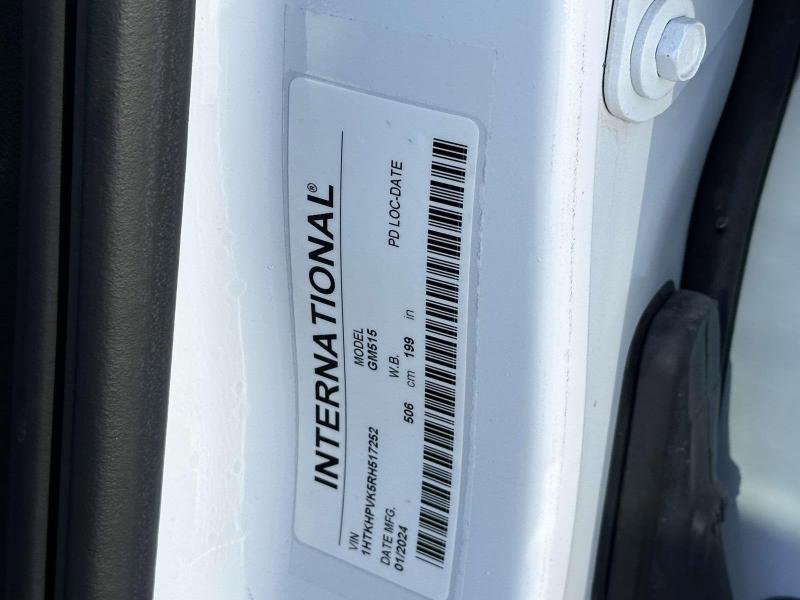 INTERNATIONAL®
VIN MODEL
1HTKHPVK5RH517252 GM515
DATE MFG. W.B. PD LOC-DATE
01/2024 506 cm 199 in